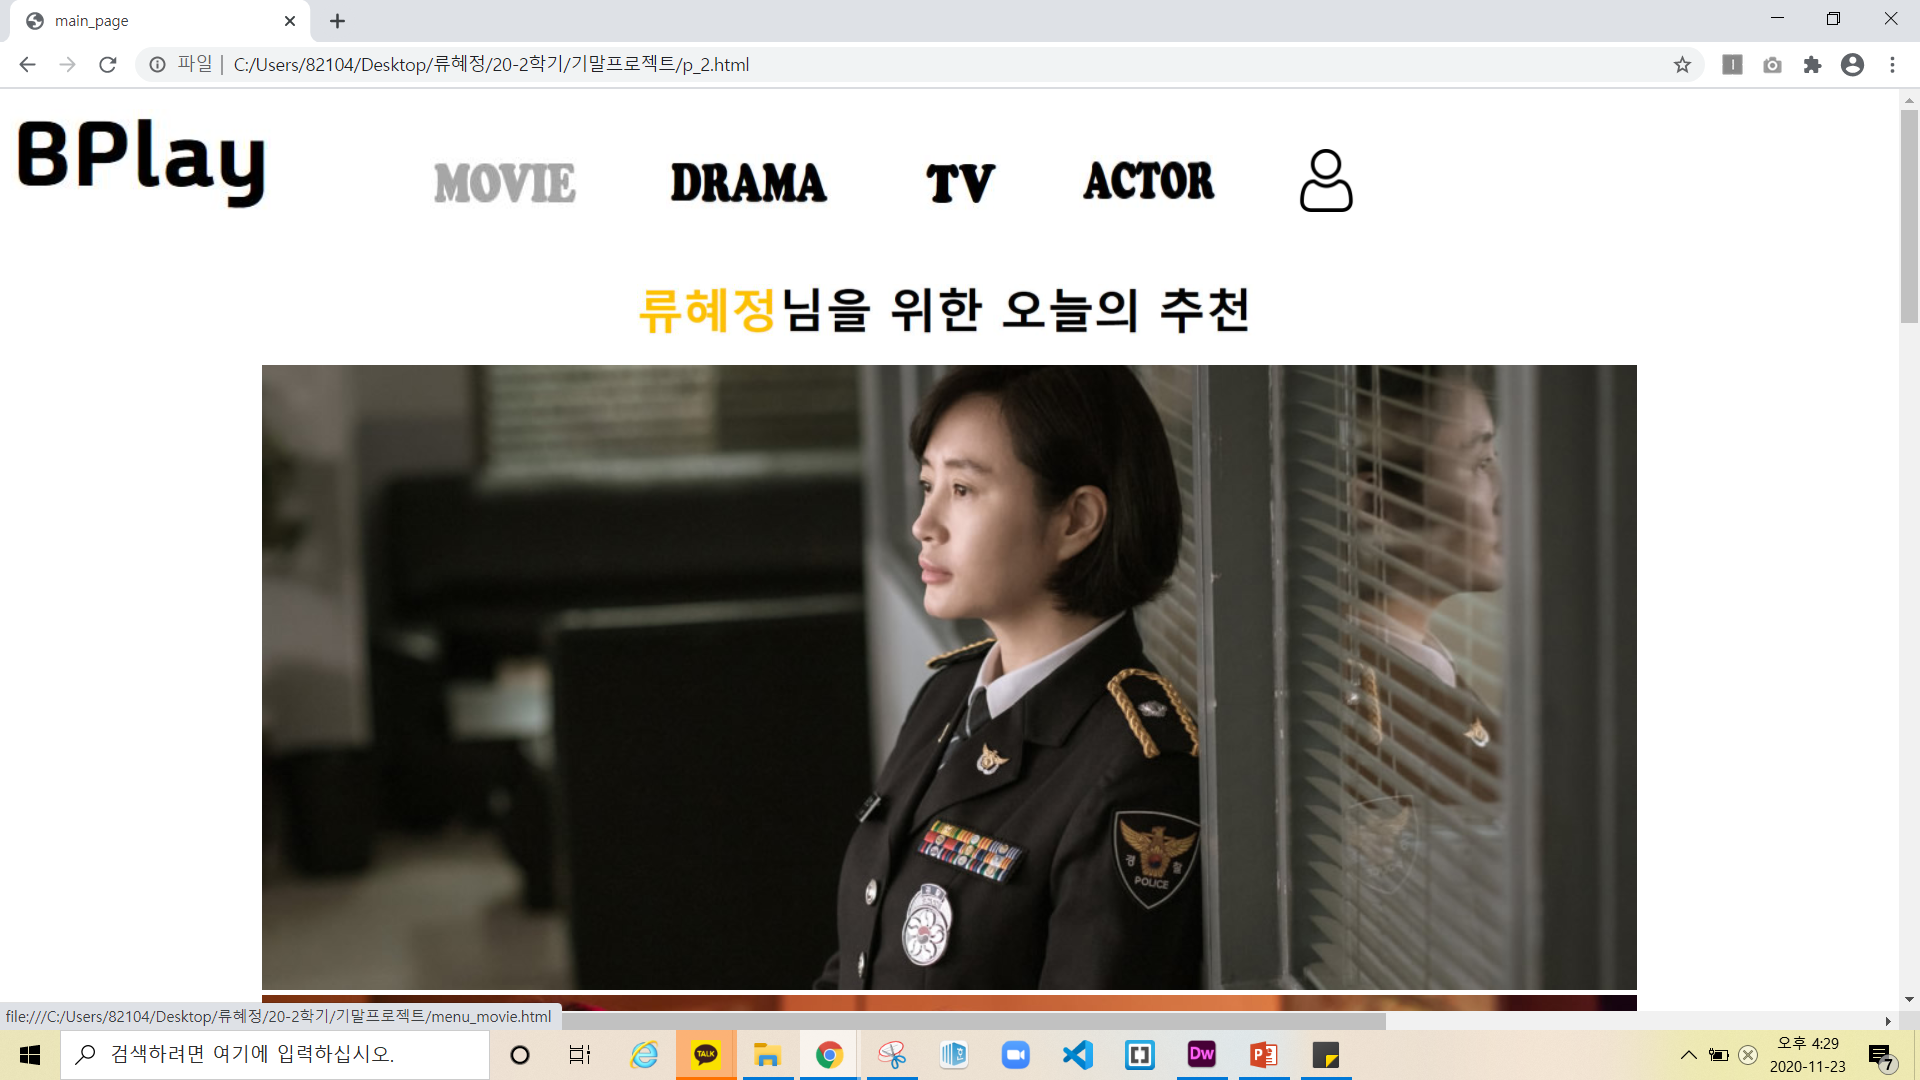 main_page
파일 | C:/Users/82104/Desktop/류혜정/20-2학기/기말프로젝트/p_2.html
BPlay
MOVIE DRAMA TV ACTOR
류혜정님을 위한 오늘의 추천
경찰
POLICE
file:///C:/Users/82104/Desktop/류혜정/20-2학기/기말프로젝트/menu_movie.html
검색하려면 여기에 입력하십시오.
TALK
Dw
오후 4:29
2020-11-23
7